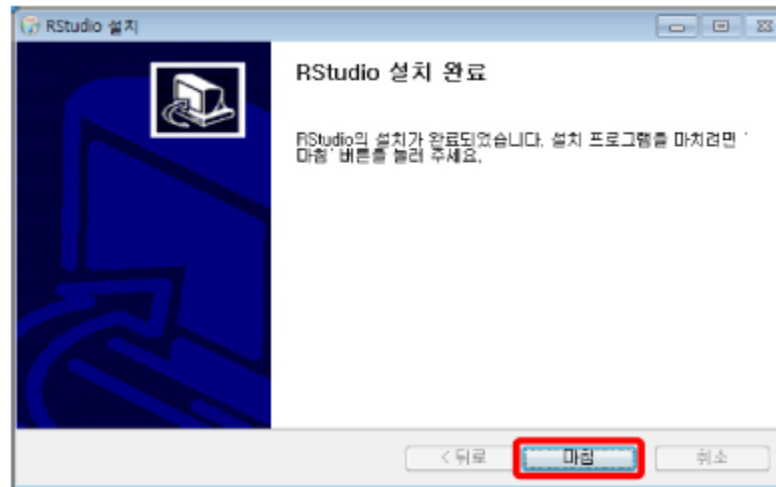 RStudio 설치
RStudio 설치 완료
RStudio의 설치가 완료되었습니다. 설치 프로그램을 마치려면 '
마침' 버튼을 눌러 주세요.
< 뒤로
마침
취소